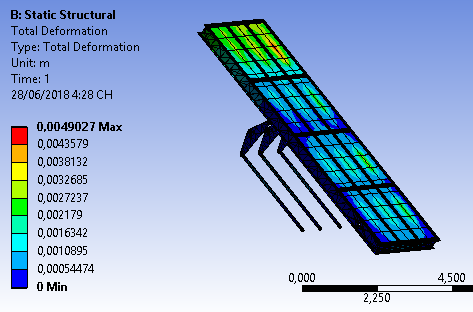 B: Static Structural
Total Deformation
Type: Total Deformation
Unit: m
Time: 1
28/06/2018 4:28 CH
0,0049027 Max
0,0043579
0,0038132
0,0032685
0,0027237
0,002179
0,0016342
0,0010895
0,00054474
0 Min
0,000
4,500
2,250